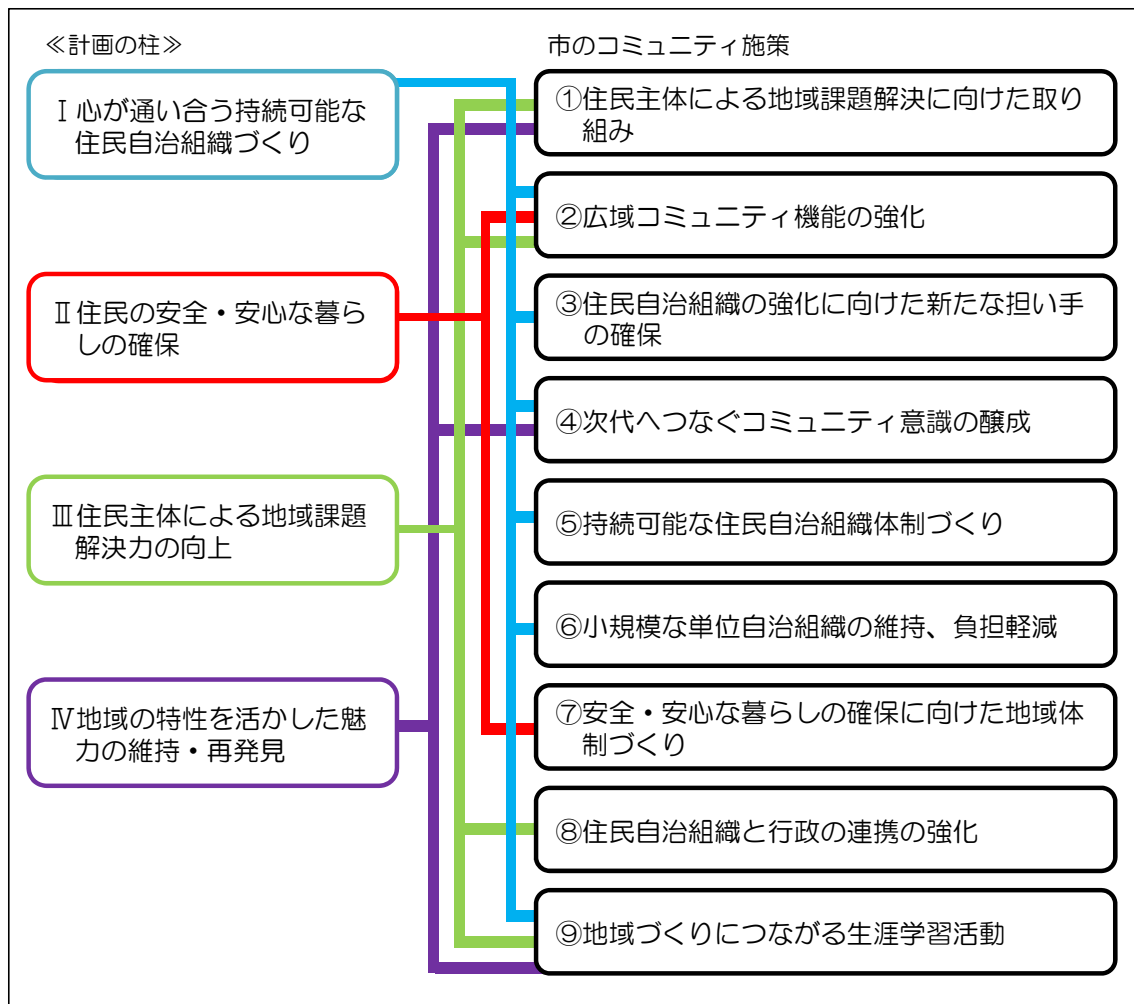 ≪計画の柱≫
市のコミュニティ施策
Ⅰ心が通い合う持続可能な
住民自治組織づくり
Ⅱ住民の安全・安心な暮ら
しの確保
Ⅲ住民主体による地域課題
解決力の向上
Ⅳ地域の特性を活かした魅
力の維持・再発見
①住民主体による地域課題解決に向けた取り
組み
②広域コミュニティ機能の強化
③住民自治組織の強化に向けた新たな担い手
の確保
④次代へつなぐコミュニティ意識の醸成
⑤持続可能な住民自治組織体制づくり
⑥小規模な単位自治組織の維持、負担軽減
⑦安全・安心な暮らしの確保に向けた地域体
制づくり
⑧住民自治組織と行政の連携の強化
⑨地域づくりにつながる生涯学習活動